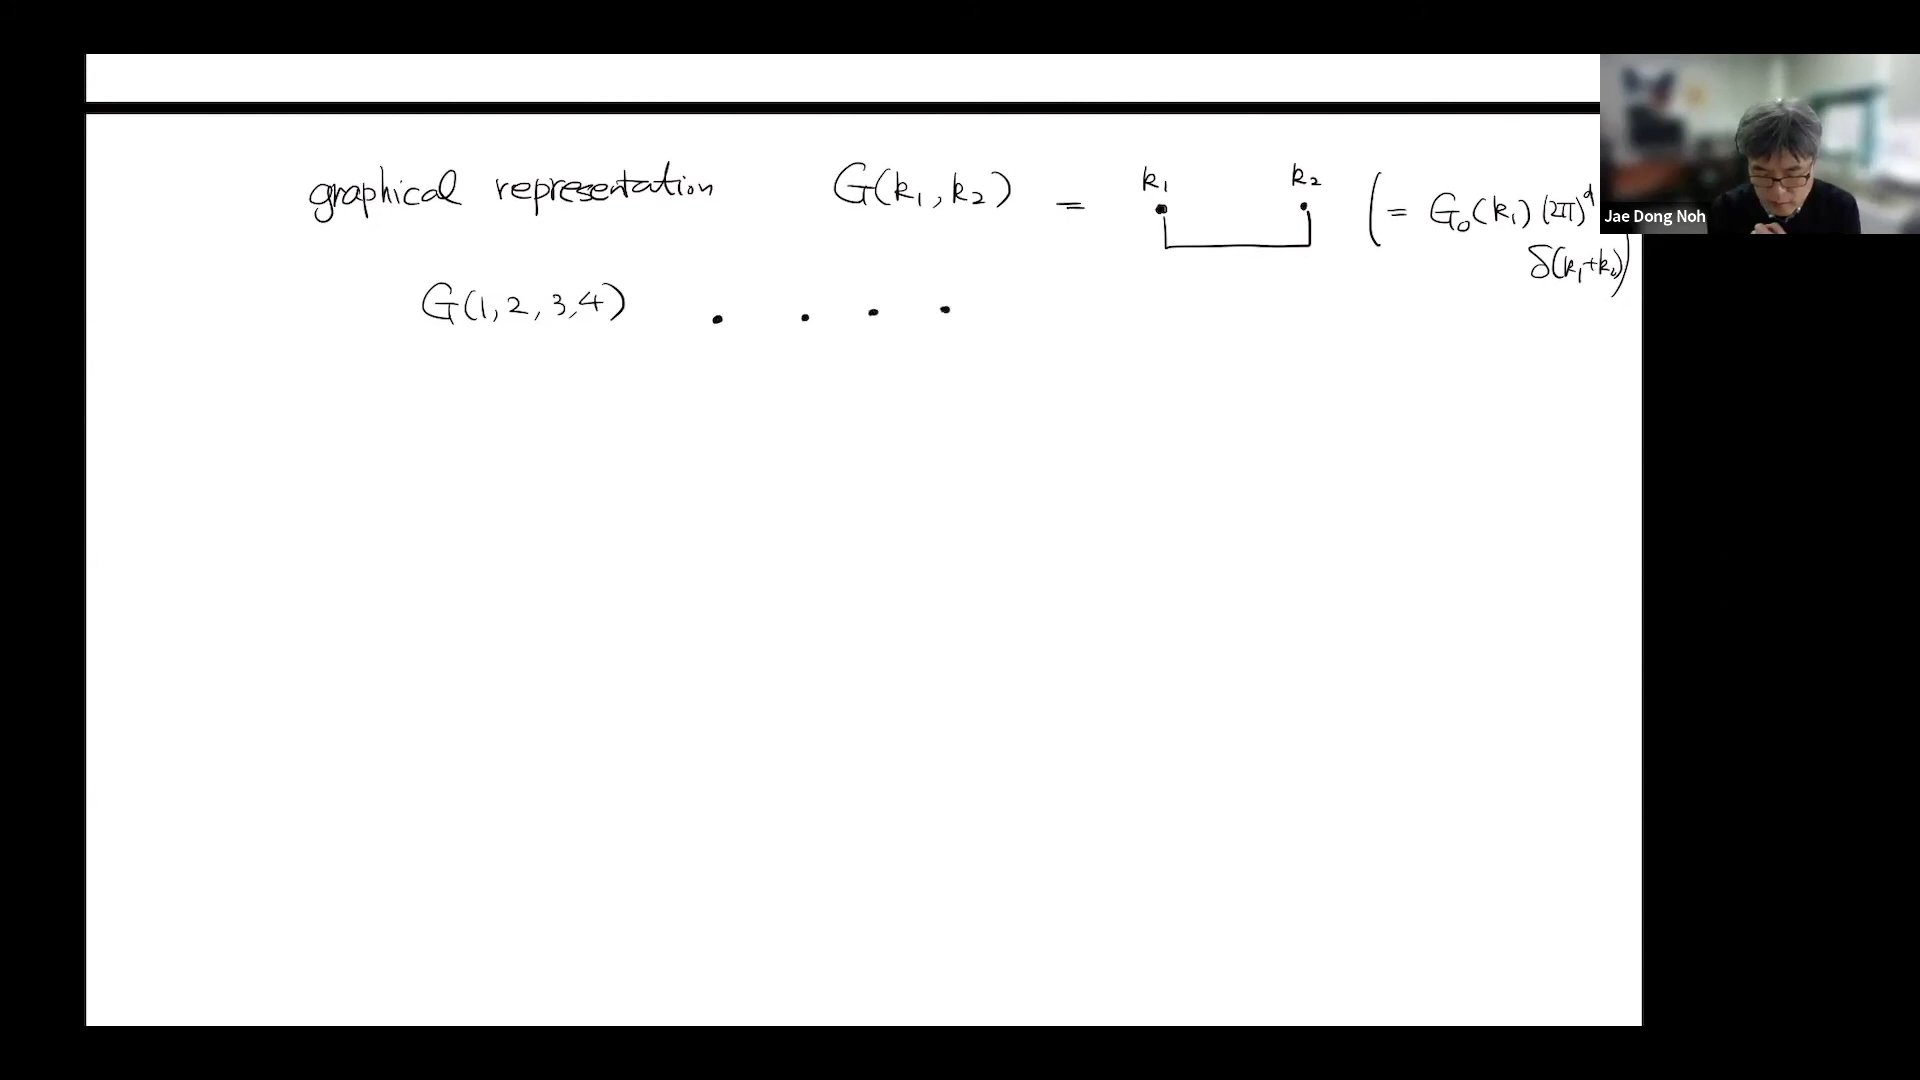 graphical representation G(k₁, k₂) = k₁ k₂ (= G₀(k₁) (2π)ᵈ
δ(k₁+k₂))
G(1, 2, 3, 4) . . . .
Jae Dong Noh